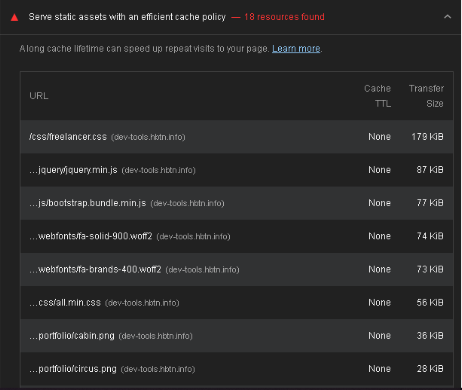 Serve static assets with an efficient cache policy — 18 resources found
A long cache lifetime can speed up repeat visits to your page. Learn more.
URL Cache TTL Transfer Size
/css/freelancer.css (dev-tools.hbtn.info) None 179 KiB
…jquery/jquery.min.js (dev-tools.hbtn.info) None 87 KiB
…js/bootstrap.bundle.min.js (dev-tools.hbtn.info) None 77 KiB
…webfonts/fa-solid-900.woff2 (dev-tools.hbtn.info) None 74 KiB
…webfonts/fa-brands-400.woff2 (dev-tools.hbtn.info) None 73 KiB
…css/all.min.css (dev-tools.hbtn.info) None 56 KiB
…portfolio/cabin.png (dev-tools.hbtn.info) None 36 KiB
…portfolio/circus.png (dev-tools.hbtn.info) None 28 KiB